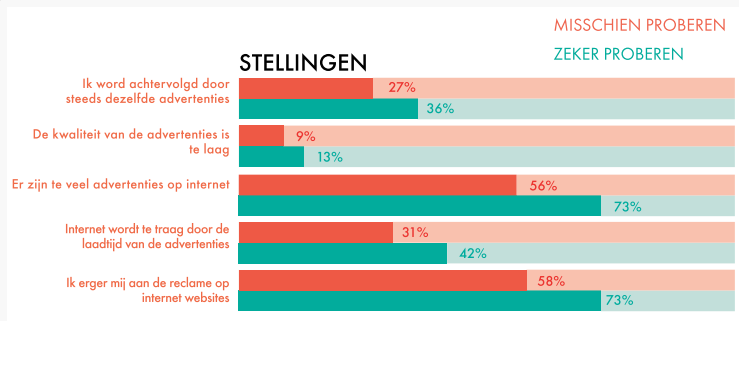 MISSCHIEN PROBEREN
ZEKER PROBEREN
STELLINGEN
Ik word achtervolgd door
steeds dezelfde advertenties
27%
36%
De kwaliteit van de advertenties is
te laag
9%
13%
Er zijn te veel advertenties op internet
56%
73%
Internet wordt te traag door de
laadtijd van de advertenties
31%
42%
Ik erger mij aan de reclame op
internet websites
58%
73%